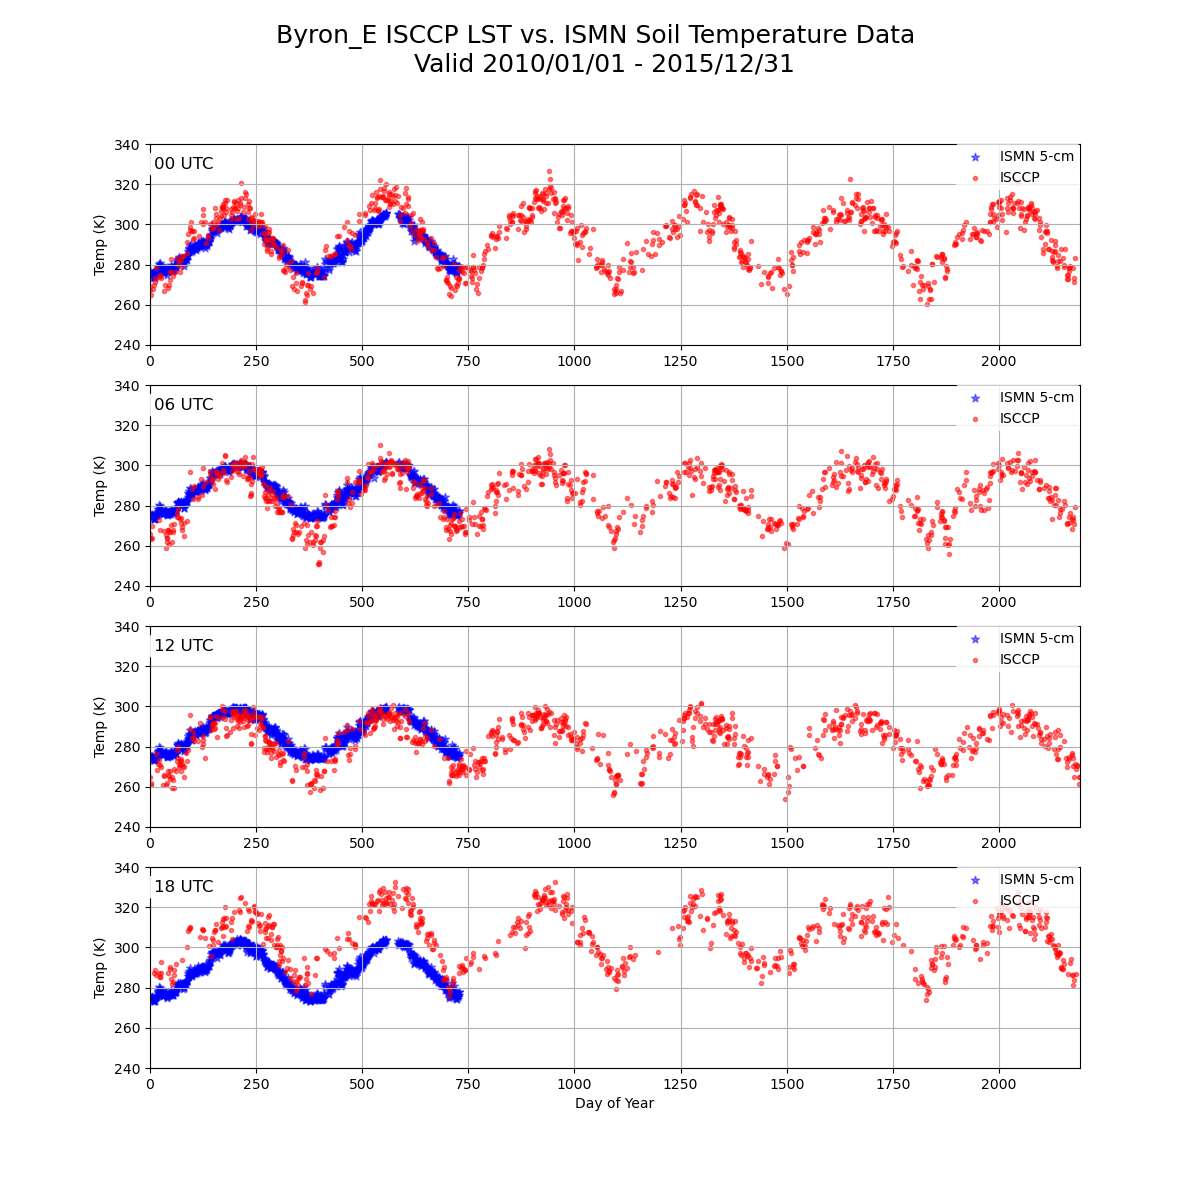 Byron_E ISCCP LST vs. ISMN Soil Temperature Data
Valid 2010/01/01 - 2015/12/31
340
320
300
280
260
240
Temp (K)
00 UTC
ISMN 5-cm
ISCCP
0 250 500 750 1000 1250 1500 1750 2000
340
320
300
280
260
240
Temp (K)
06 UTC
ISMN 5-cm
ISCCP
0 250 500 750 1000 1250 1500 1750 2000
340
320
300
280
260
240
Temp (K)
12 UTC
ISMN 5-cm
ISCCP
0 250 500 750 1000 1250 1500 1750 2000
340
320
300
280
260
240
Temp (K)
18 UTC
ISMN 5-cm
ISCCP
0 250 500 750 1000 1250 1500 1750 2000
Day of Year